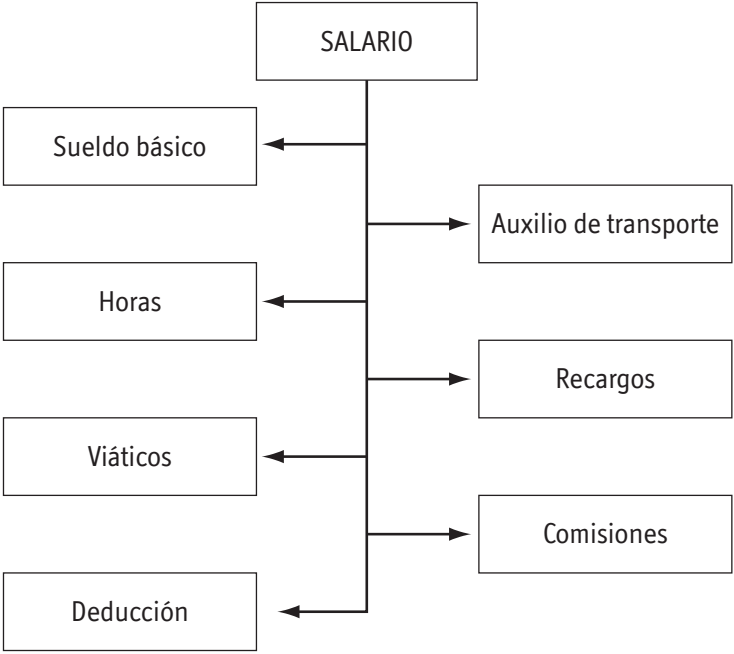 SALARIO
Sueldo básico
Auxilio de transporte
Horas
Recargos
Viáticos
Comisiones
Deducción